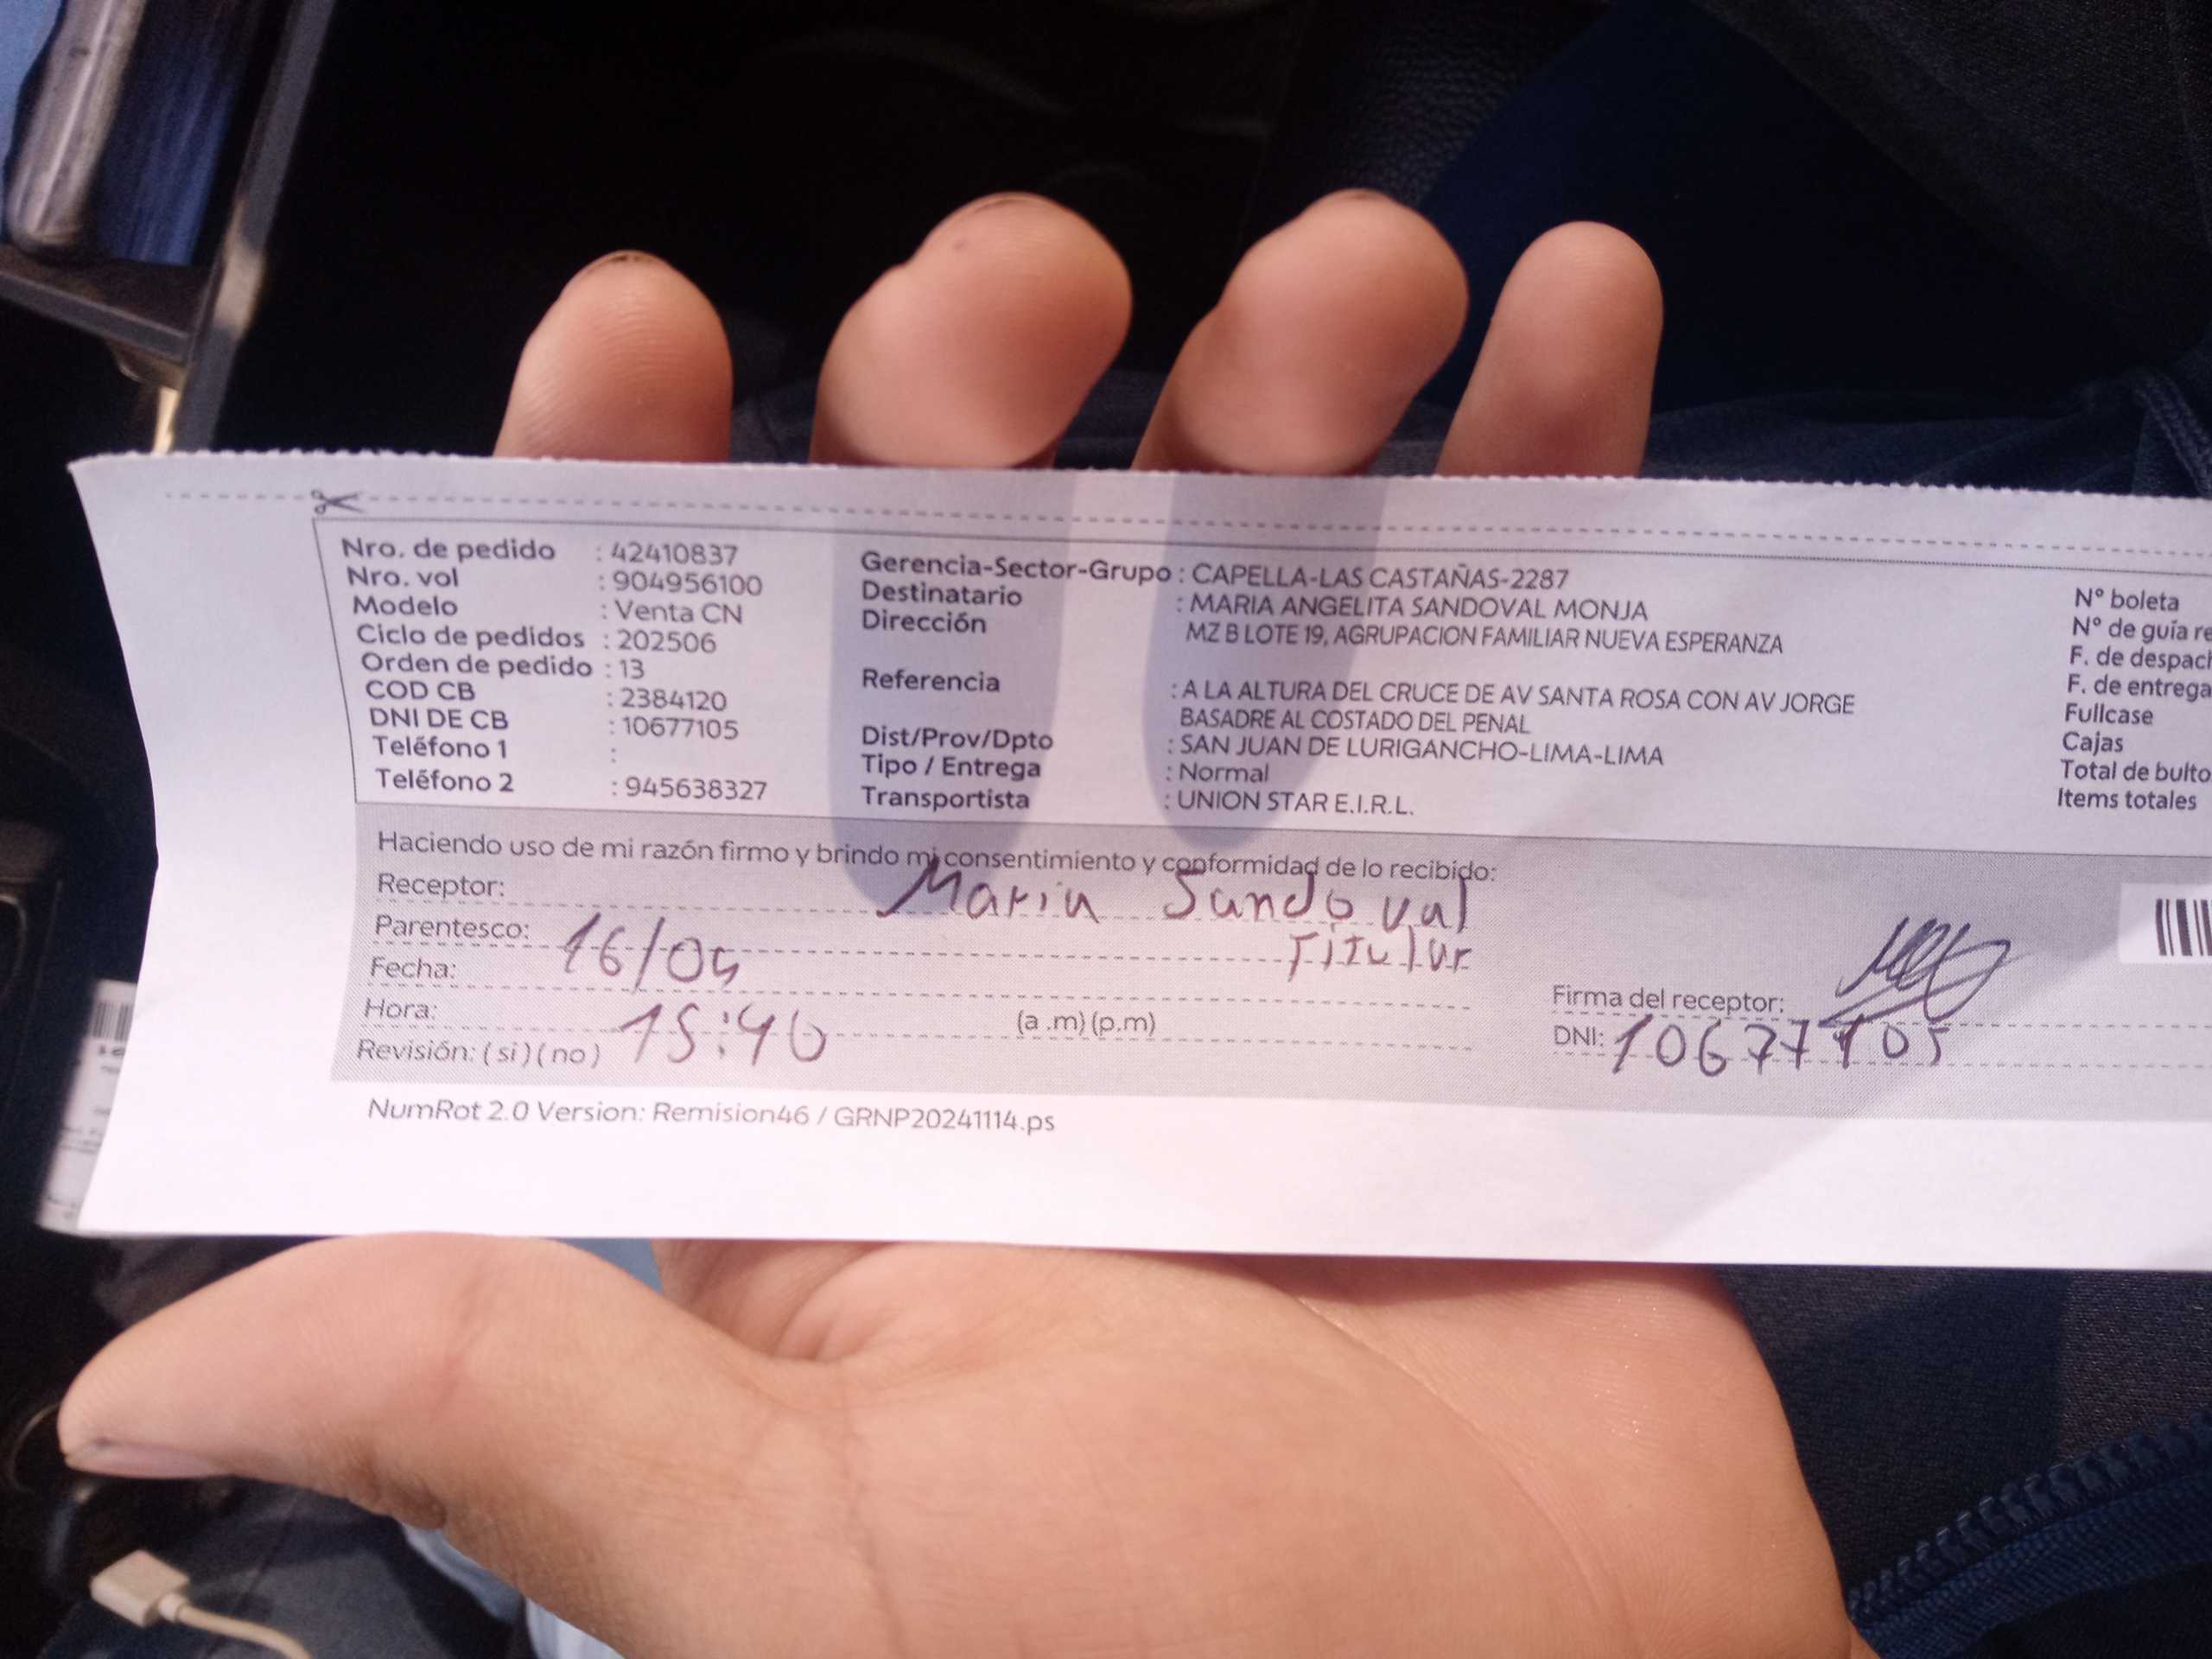 Nro. de pedido : 42410837
Nro. vol : 904956100
Modelo : Venta CN
Ciclo de pedidos : 202506
Orden de pedido : 13
COD CB : 2384120
DNI DE CB : 10677105
Teléfono 1 :
Teléfono 2 : 945638327
Gerencia-Sector-Grupo : CAPELLA-LAS CASTAÑAS-2287
Destinatario : MARIA ANGELITA SANDOVAL MONJA
Dirección MZ B LOTE 19, AGRUPACION FAMILIAR NUEVA ESPERANZA
Referencia : A LA ALTURA DEL CRUCE DE AV SANTA ROSA CON AV JORGE
BASADRE AL COSTADO DEL PENAL
Dist/Prov/Dpto : SAN JUAN DE LURIGANCHO-LIMA-LIMA
Tipo / Entrega : Normal
Transportista : UNION STAR E.I.R.L.
Nº boleta
Nº de guía re
F. de despach
F. de entrega
Fullcase
Cajas
Total de bulto
Items totales
Haciendo uso de mi razón firmo y brindo mi consentimiento y conformidad de lo recibido:
Receptor: Maria Sandoval
Parentesco: Titular
Fecha: 16/04
Hora: 15:40 (a .m) (p.m)
Revisión: ( si ) ( no )
Firma del receptor:
DNI: 10677105
NumRot 2.0 Version: Remision46 / GRNP20241114.ps